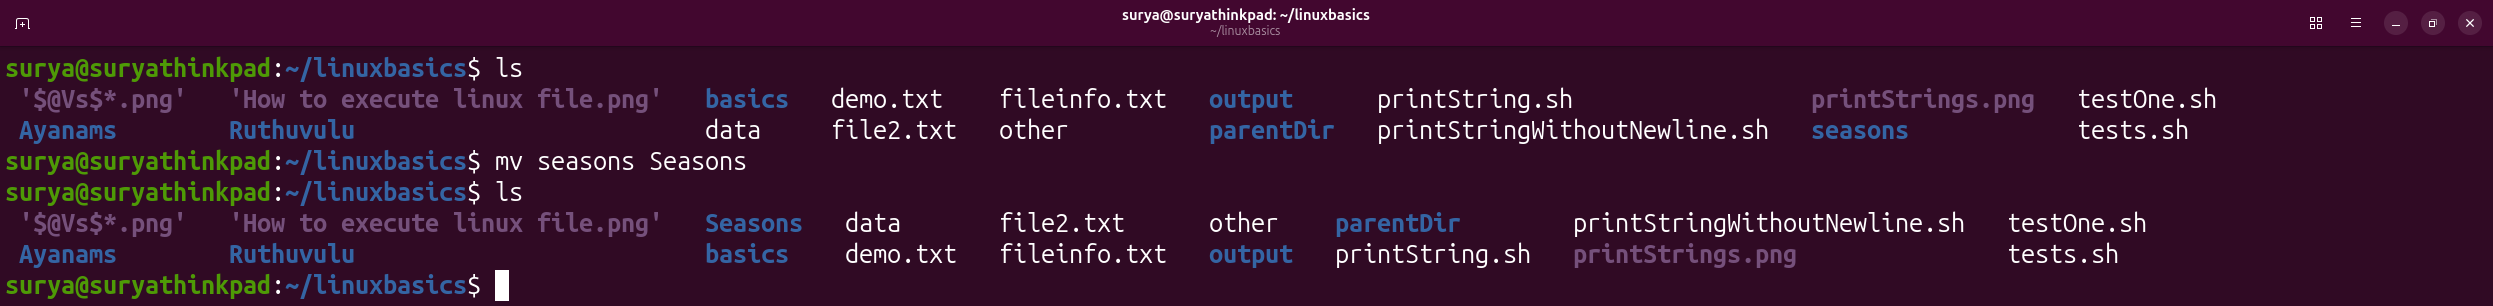 surya@suryathinkpad: ~/linuxbasics
~/linuxbasics
surya@suryathinkpad:~/linuxbasics$ ls
'$@Vs$*.png' 'How to execute linux file.png' basics demo.txt fileinfo.txt output printString.sh printStrings.png testOne.sh
Ayanams Ruthuvulu data file2.txt other parentDir printStringWithoutNewline.sh seasons tests.sh
surya@suryathinkpad:~/linuxbasics$ mv seasons Seasons
surya@suryathinkpad:~/linuxbasics$ ls
'$@Vs$*.png' 'How to execute linux file.png' Seasons data file2.txt other parentDir printStringWithoutNewline.sh testOne.sh
Ayanams Ruthuvulu basics demo.txt fileinfo.txt output printString.sh printStrings.png tests.sh
surya@suryathinkpad:~/linuxbasics$